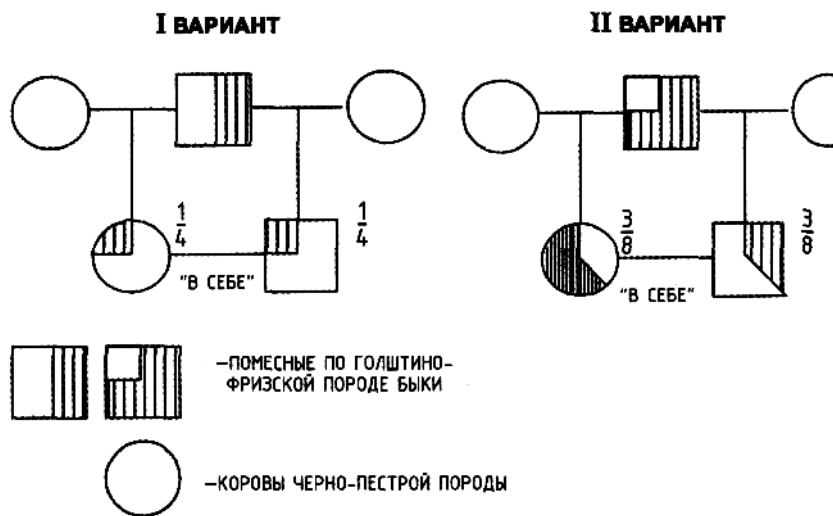 I ВАРИАНТ
II ВАРИАНТ
1/4
1/4
"В СЕБЕ"
3/8
3/8
"В СЕБЕ"
–ПОМЕСНЫЕ ПО ГОЛШТИНО-
ФРИЗСКОЙ ПОРОДЕ БЫКИ
–КОРОВЫ ЧЕРНО-ПЕСТРОЙ ПОРОДЫ